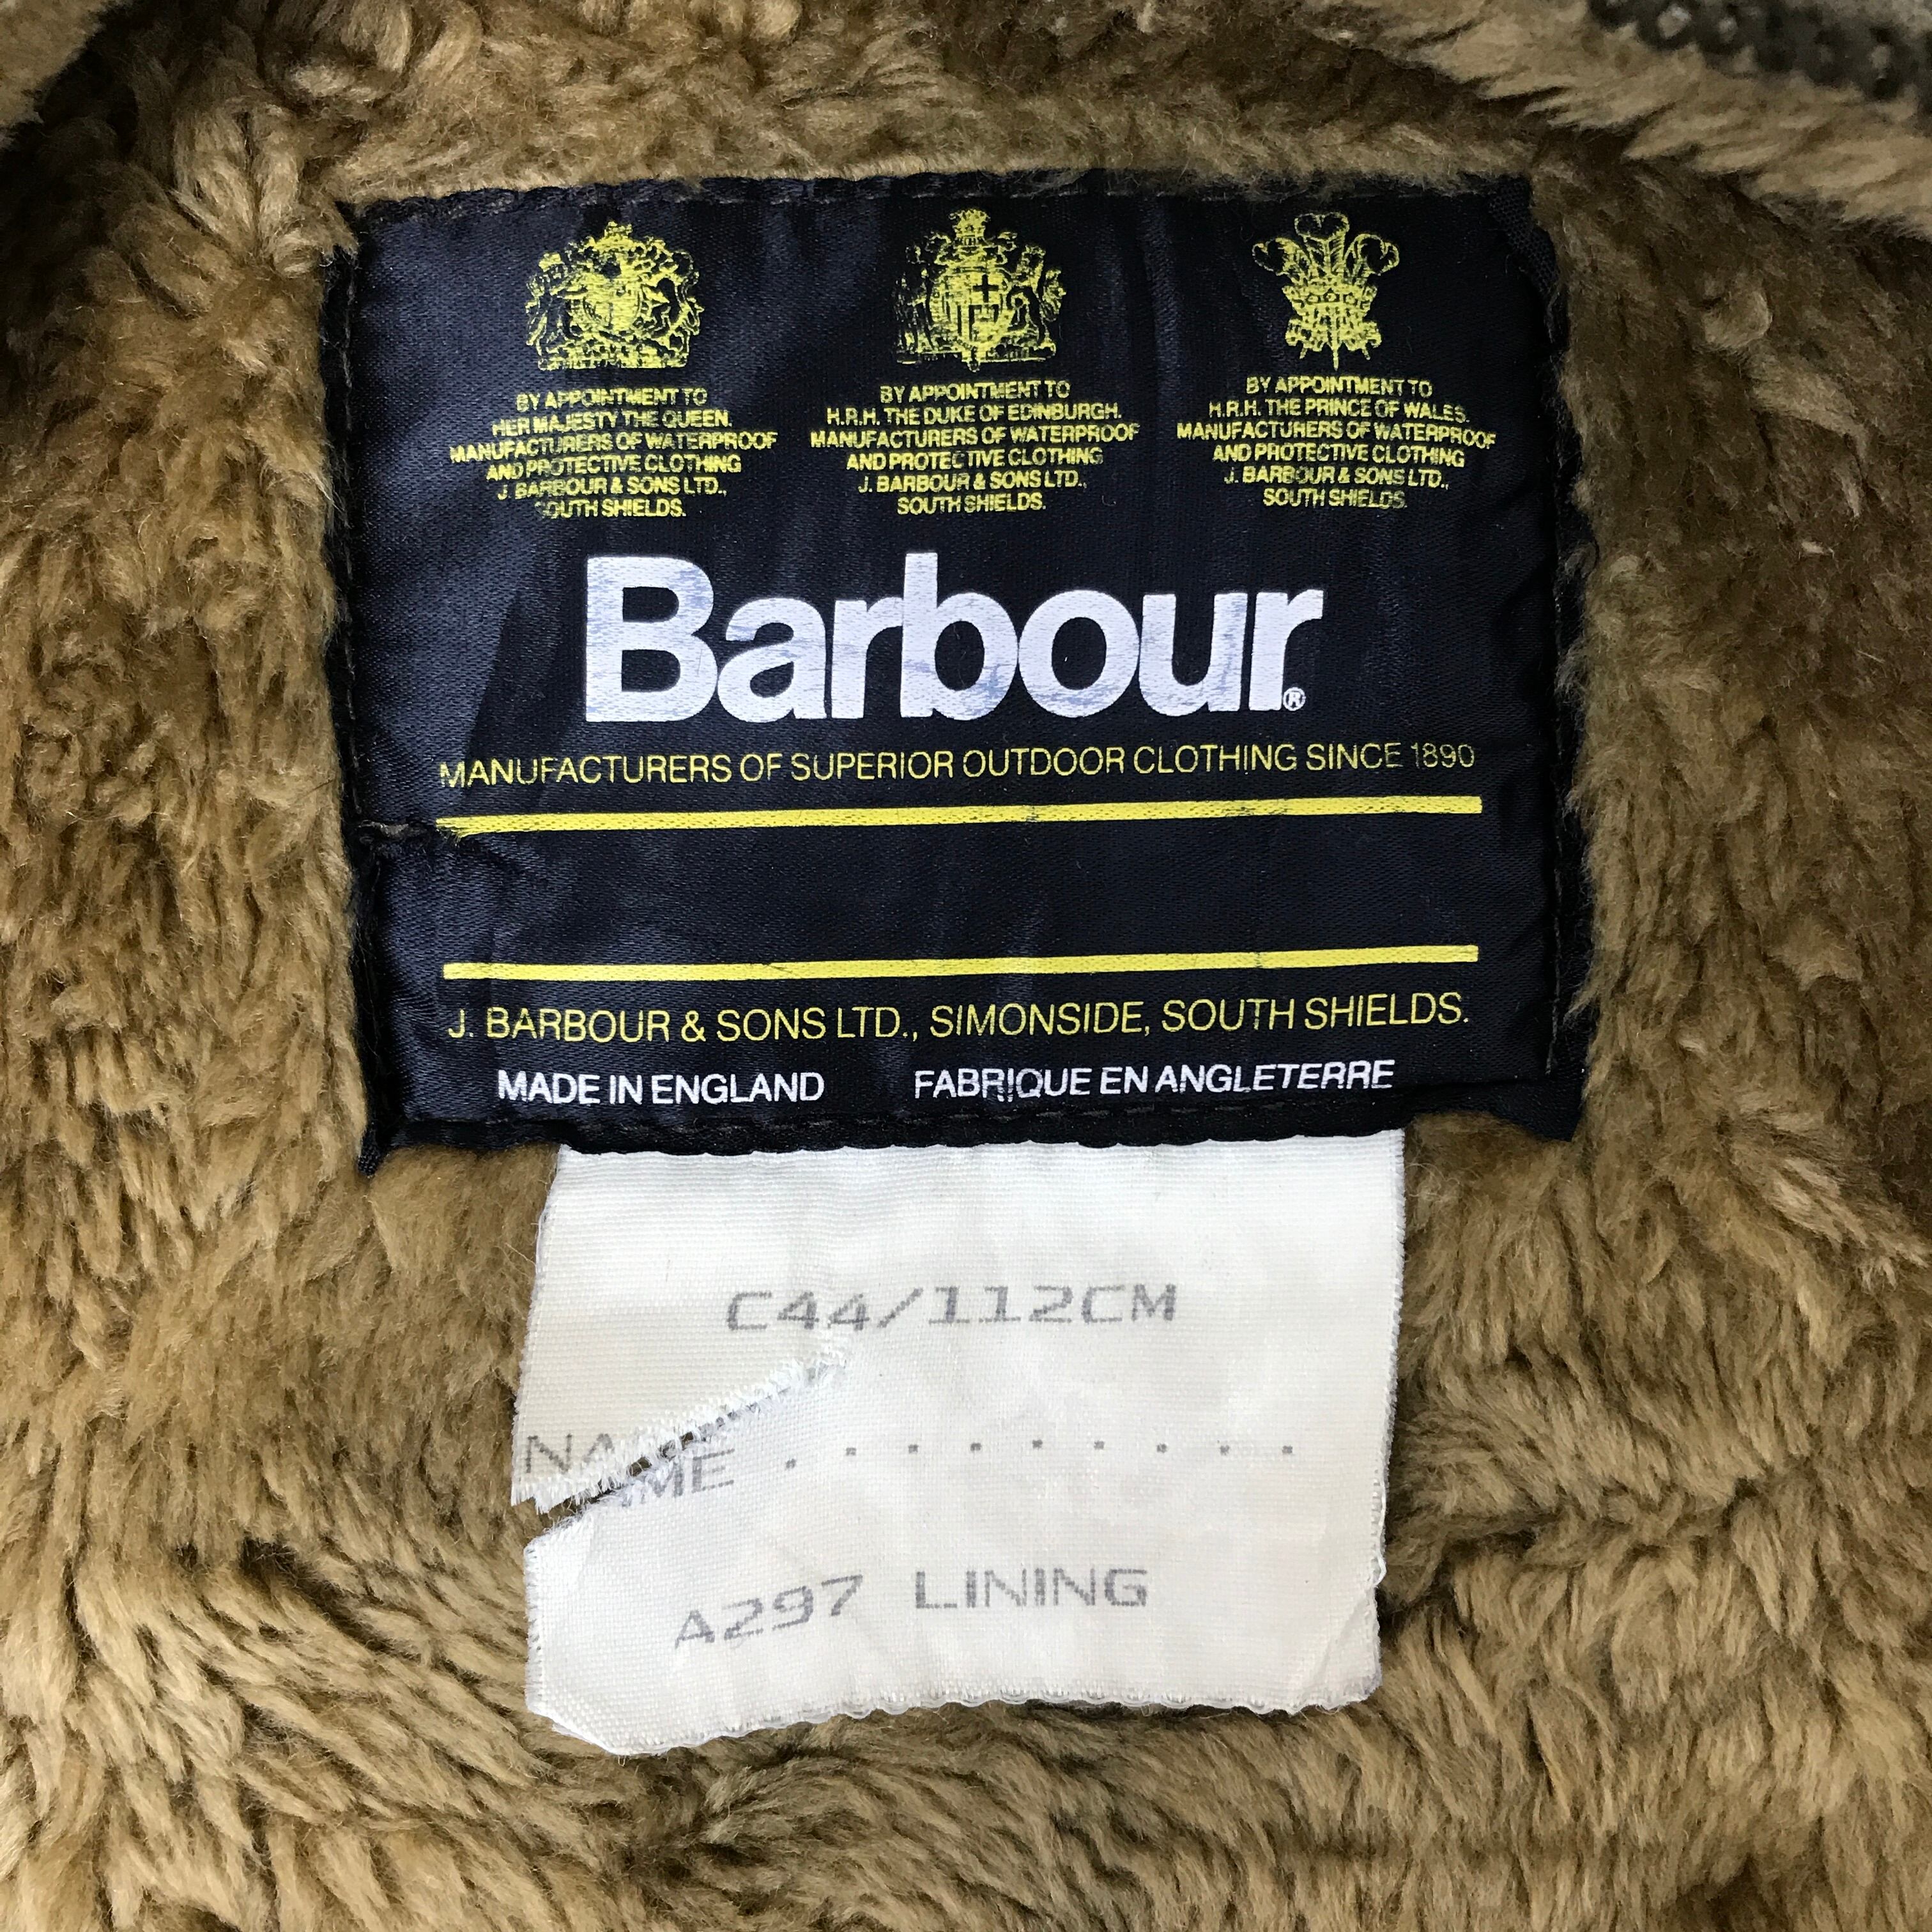 BY APPOINTMENT TO
HER MAJESTY THE QUEEN.
MANUFACTURERS OF WATERPROOF
AND PROTECTIVE CLOTHING
J. BARBOUR & SONS LTD.,
SOUTH SHIELDS.
BY APPOINTMENT TO
H.R.H. THE DUKE OF EDINBURGH.
MANUFACTURERS OF WATERPROOF
AND PROTECTIVE CLOTHING
J. BARBOUR & SONS LTD.,
SOUTH SHIELDS.
BY APPOINTMENT TO
H.R.H. THE PRINCE OF WALES.
MANUFACTURERS OF WATERPROOF
AND PROTECTIVE CLOTHING
J. BARBOUR & SONS LTD.,
SOUTH SHIELDS.
Barbour®
MANUFACTURERS OF SUPERIOR OUTDOOR CLOTHING SINCE 1890
J. BARBOUR & SONS LTD., SIMONSIDE, SOUTH SHIELDS.
MADE IN ENGLAND FABRIQUE EN ANGLETERRE
C44/112CM
NAME . . . . . . . . .
A297 LINING